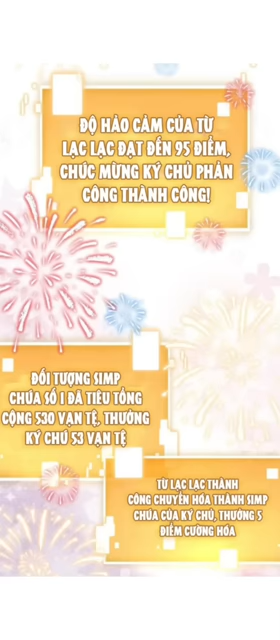 ĐỘ HẢO CẢM CỦA TỪ
LẠC LẠC ĐẠT ĐẾN 95 ĐIỂM,
CHÚC MỪNG KÝ CHỦ PHẢN
CÔNG THÀNH CÔNG!
ĐỐI TƯỢNG SIMP
CHÚA SỐ 1 ĐÃ TIÊU TỔNG
CỘNG 530 VẠN TỆ, THƯỞNG
KÝ CHỦ 53 VẠN TỆ
TỪ LẠC LẠC THÀNH
CÔNG CHUYỂN HÓA THÀNH SIMP
CHÚA CỦA KÝ CHỦ, THƯỞNG 5
ĐIỂM CƯỜNG HÓA